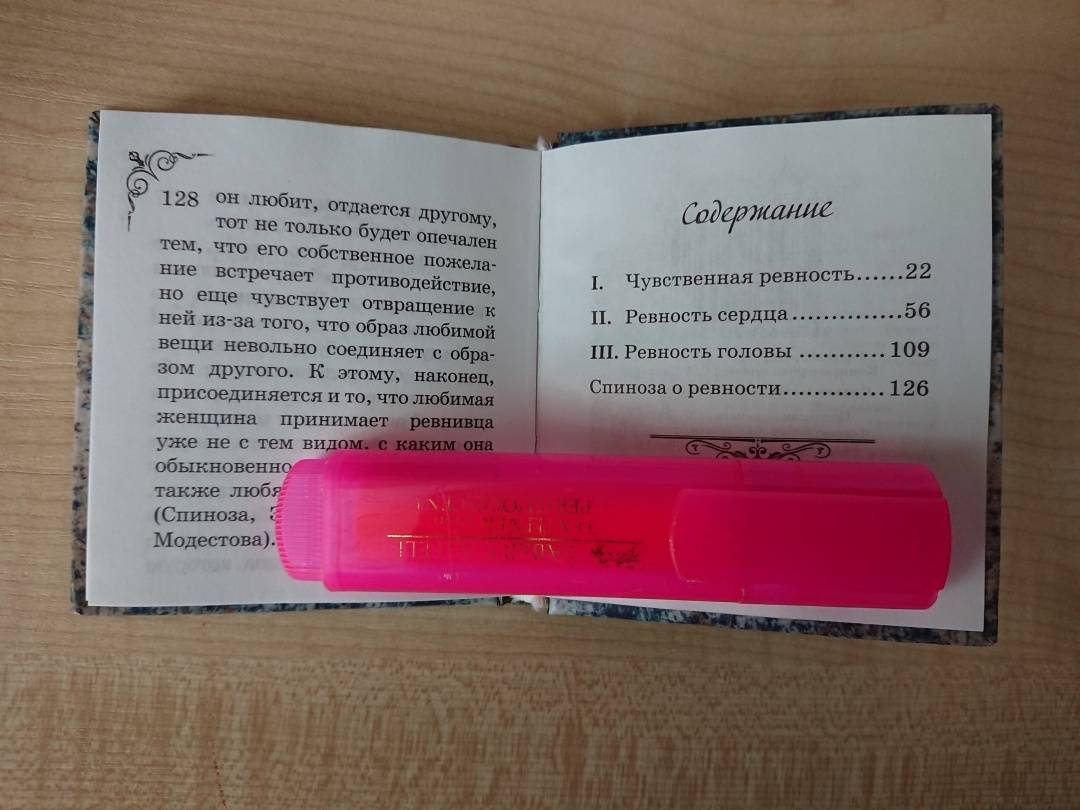 128
он любит, отдается другому,
тот не только будет опечален
тем, что его собственное пожела-
ние встречает противодействие,
но еще чувствует отвращение к
ней из-за того, что образ любимой
вещи невольно соединяет с обра-
зом другого. К этому, наконец,
присоединяется и то, что любимая
женщина принимает ревнивца
уже не с тем видом, с каким она
обыкновенно
также
(Спиноза,
Модестова).
Содержание
I. Чувственная ревность......22
II. Ревность сердца..............56
III. Ревность головы ...........109
Спиноза о ревности.............126